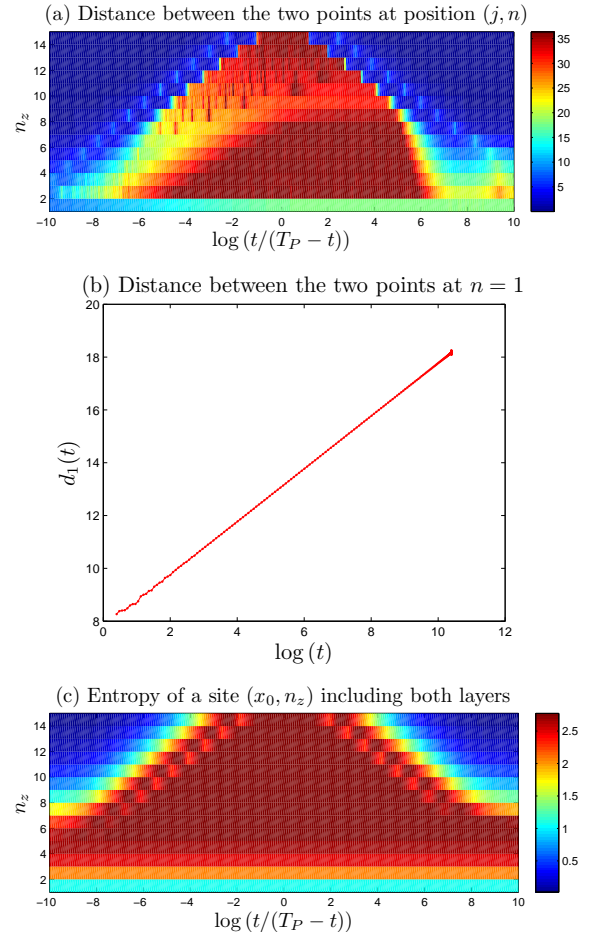 (a) Distance between the two points at position (j, n)
14
12
10
8
6
4
2
n_z
−10 −8 −6 −4 −2 0 2 4 6 8 10
log (t/(T_P − t))
35
30
25
20
15
10
5
(b) Distance between the two points at n = 1
20
18
16
14
12
10
8
d_1(t)
0 2 4 6 8 10 12
log (t)
(c) Entropy of a site (x_0, n_z) including both layers
14
12
10
8
6
4
2
n_z
−10 −8 −6 −4 −2 0 2 4 6 8 10
log (t/(T_P − t))
2.5
2
1.5
1
0.5